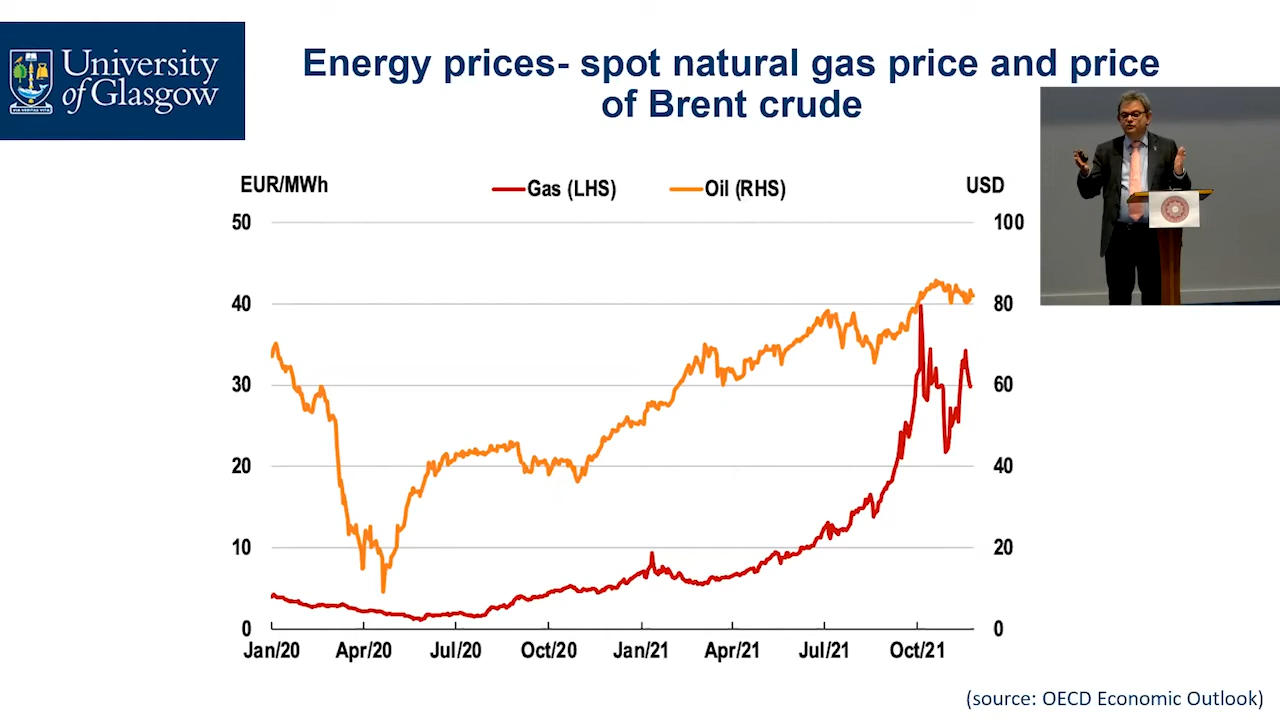 University
of Glasgow
Energy prices- spot natural gas price and price
of Brent crude
EUR/MWh
Gas (LHS)
Oil (RHS)
USD
50
100
40
80
30
60
20
40
10
20
0
0
Jan/20
Apr/20
Jul/20
Oct/20
Jan/21
Apr/21
Jul/21
Oct/21
(source: OECD Economic Outlook)